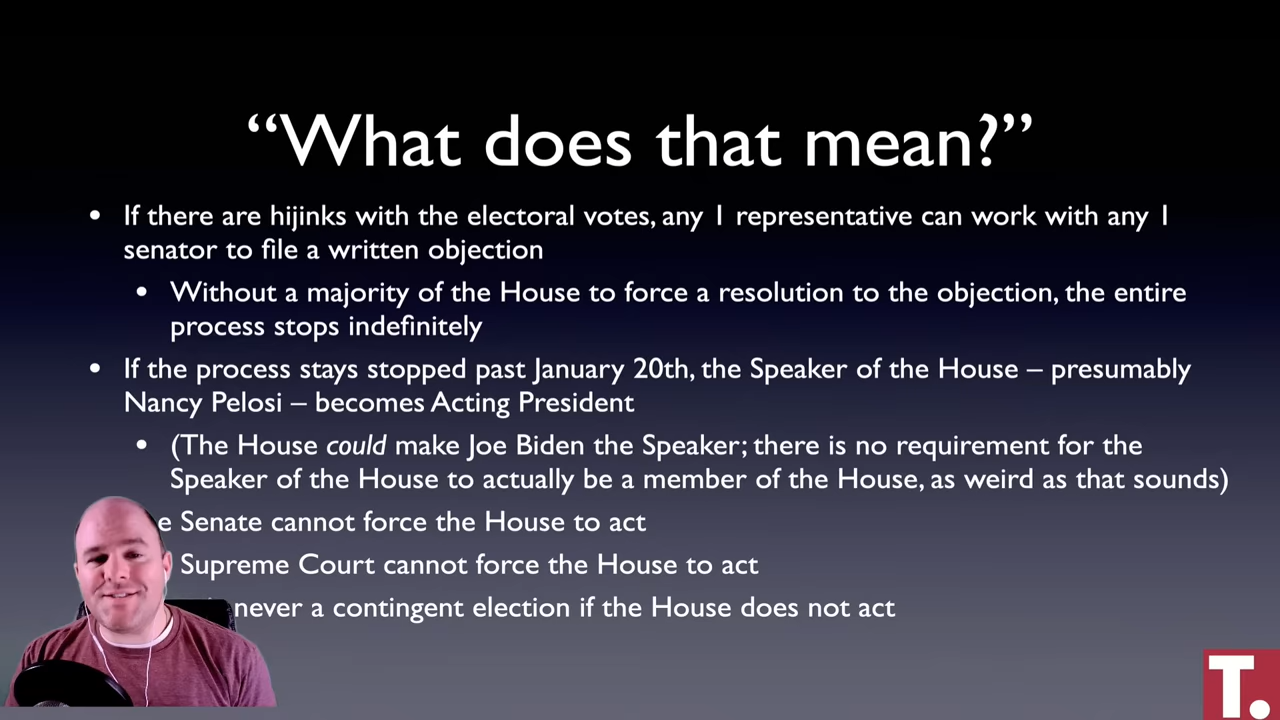 “What does that mean?”
• If there are hijinks with the electoral votes, any 1 representative can work with any 1
senator to file a written objection
• Without a majority of the House to force a resolution to the objection, the entire
process stops indefinitely
• If the process stays stopped past January 20th, the Speaker of the House – presumably
Nancy Pelosi – becomes Acting President
• (The House could make Joe Biden the Speaker; there is no requirement for the
Speaker of the House to actually be a member of the House, as weird as that sounds)
Senate cannot force the House to act
Supreme Court cannot force the House to act
never a contingent election if the House does not act
T.